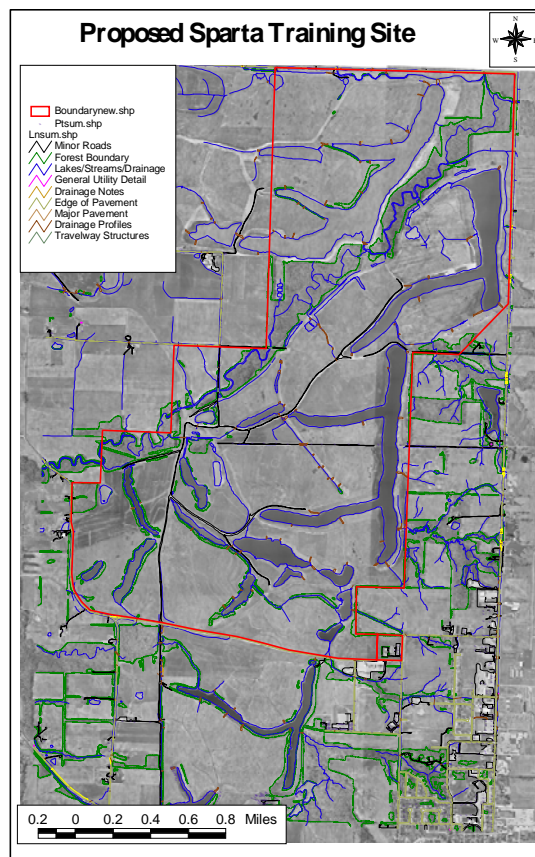 Proposed Sparta Training Site
N
W E
S
Boundarynew.shp
Ptsum.shp
Lnsum.shp
Minor Roads
Forest Boundary
Lakes/Streams/Drainage
General Utility Detail
Drainage Notes
Edge of Pavement
Major Pavement
Drainage Profiles
Travelway Structures
0.2 0 0.2 0.4 0.6 0.8 Miles